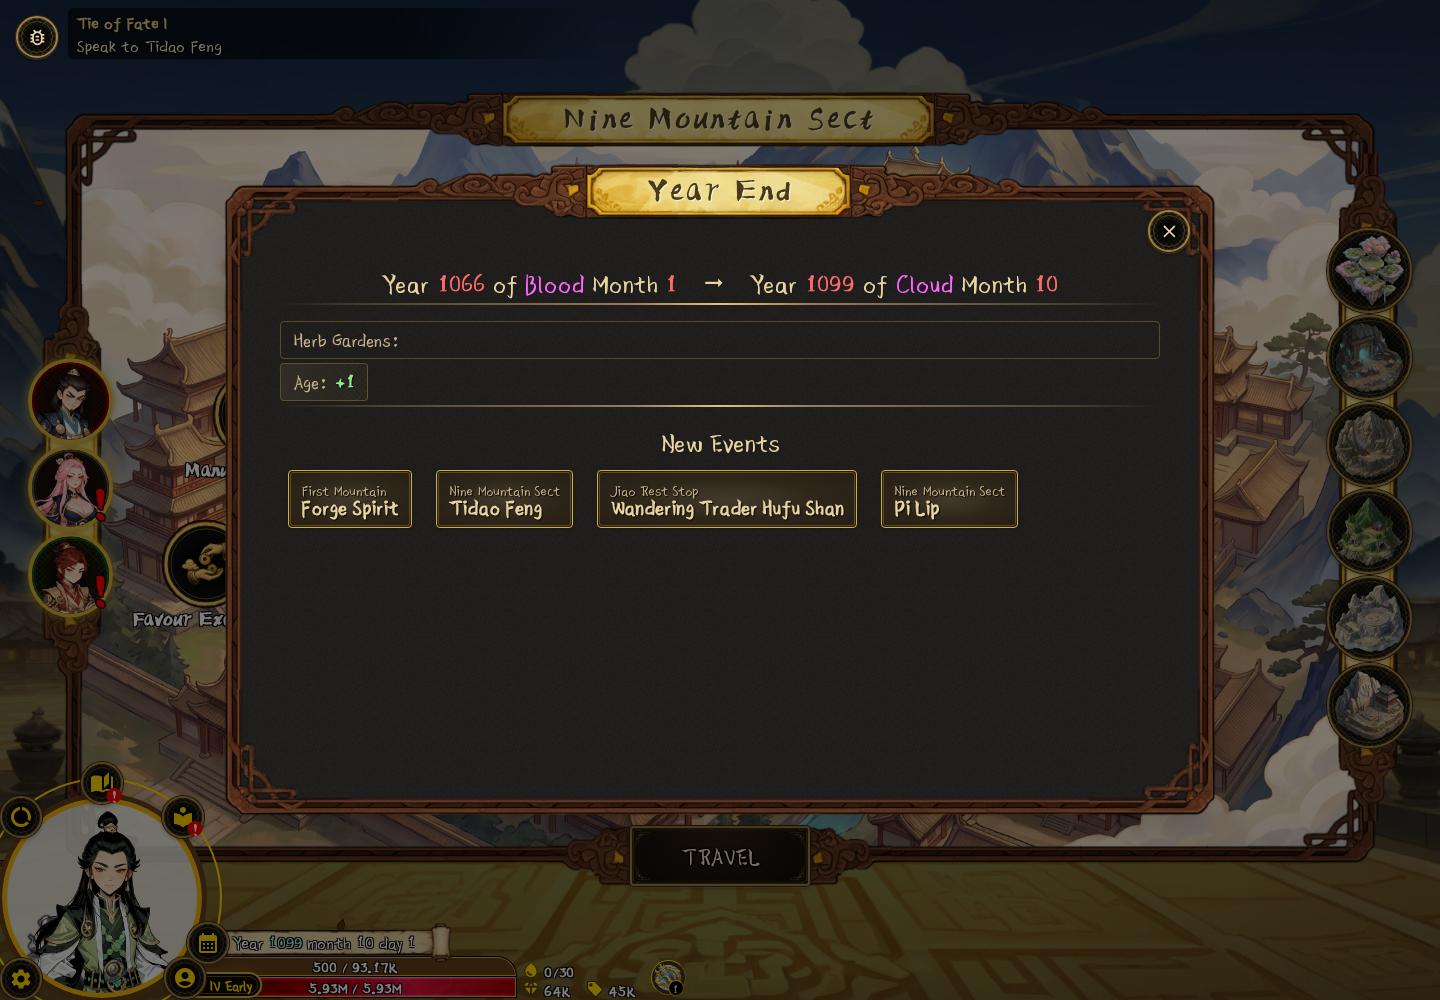 Tie of Fate 1
Speak to Tidao Feng
Nine Mountain Sect
Year End
Year 1066 of Blood Month 1 → Year 1099 of Cloud Month 10
Herb Gardens:
Age: +1
New Events
First Mountain
Forge Spirit
Nine Mountain Sect
Tidao Feng
Jiao Rest Stop
Wandering Trader Hufu Shan
Nine Mountain Sect
Pi Lip
TRAVEL
Year 1099 month 10 day 1
500 / 93.17K
IV Early
5.93M / 5.93M
0/30
64K
45K